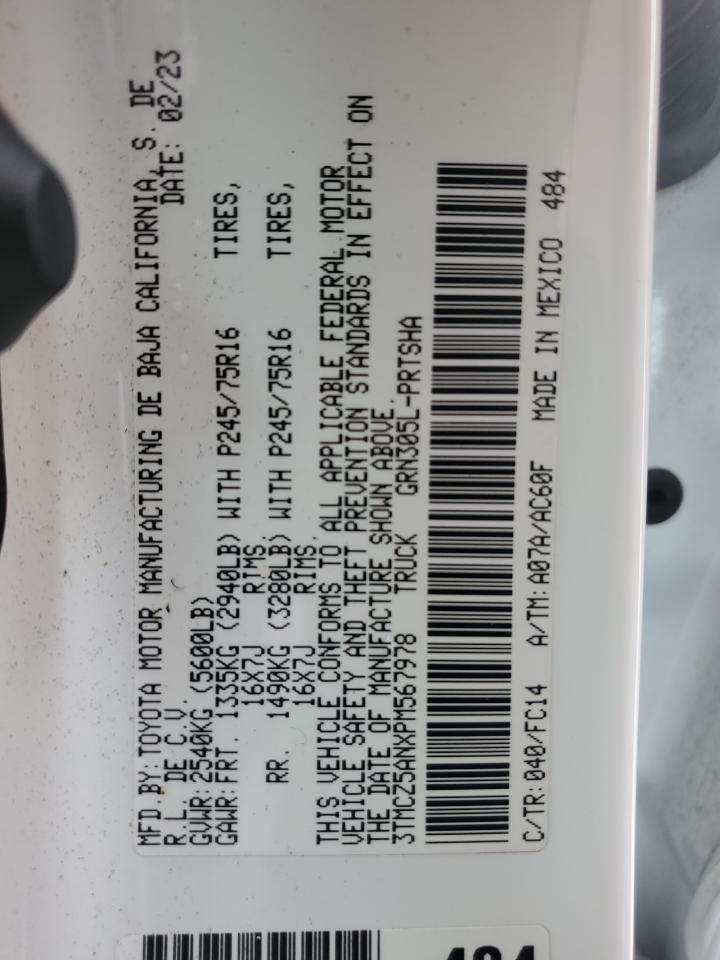 MFD.BY:TOYOTA MOTOR MANUFACTURING DE BAJA CALIFORNIA, S. DE
R.L. DE C.V. DATE: 02/23
GVWR:2540KG (5600LB)
GAWR:FRT. 1335KG (2940LB) WITH P245/75R16 TIRES,
16X7J RIMS.
RR. 1490KG (3280LB) WITH P245/75R16 TIRES,
16X7J RIMS.
THIS VEHICLE CONFORMS TO ALL APPLICABLE FEDERAL MOTOR
VEHICLE SAFETY AND THEFT PREVENTION STANDARDS IN EFFECT ON
THE DATE OF MANUFACTURE SHOWN ABOVE.
3TMCZ5ANXPM567978 TRUCK GRN305L-PRTSHA
C/TR:040/FC14 A/TM:A07A/AC60F MADE IN MEXICO 484
484